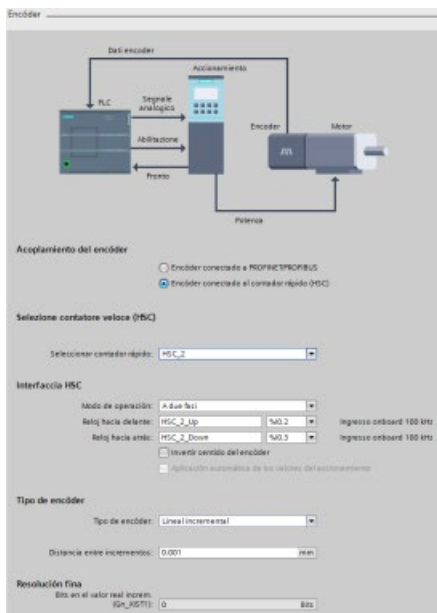 Encóder
Dati encoder
Accionamiento
PLC
Segnale
analogico
Abilitazione
Pronto
Encoder
Motor
Potenza
Acoplamiento del encóder
Encóder conectado a PROFINET/PROFIBUS
Encóder conectado al contador rápido (HSC)
Selezione contatore veloce (HSC)
Seleccionar contador rápido: HSC_2
Interfaccia HSC
Modo de operación: A due fasi
Reloj hacia delante: HSC_2_Up %I0.2 Ingresso onboard 100 kHz
Reloj hacia atrás: HSC_2_Down %I0.3 Ingresso onboard 100 kHz
Invertir sentido del encóder
Aplicación automática de los valores del accionamiento
Tipo de encóder
Tipo de encóder: Lineal incremental
Distancia entre incrementos: 0.001 mm
Resolución fina
Bits en el valor real increm.
(Gn_XIST1): 0 Bits